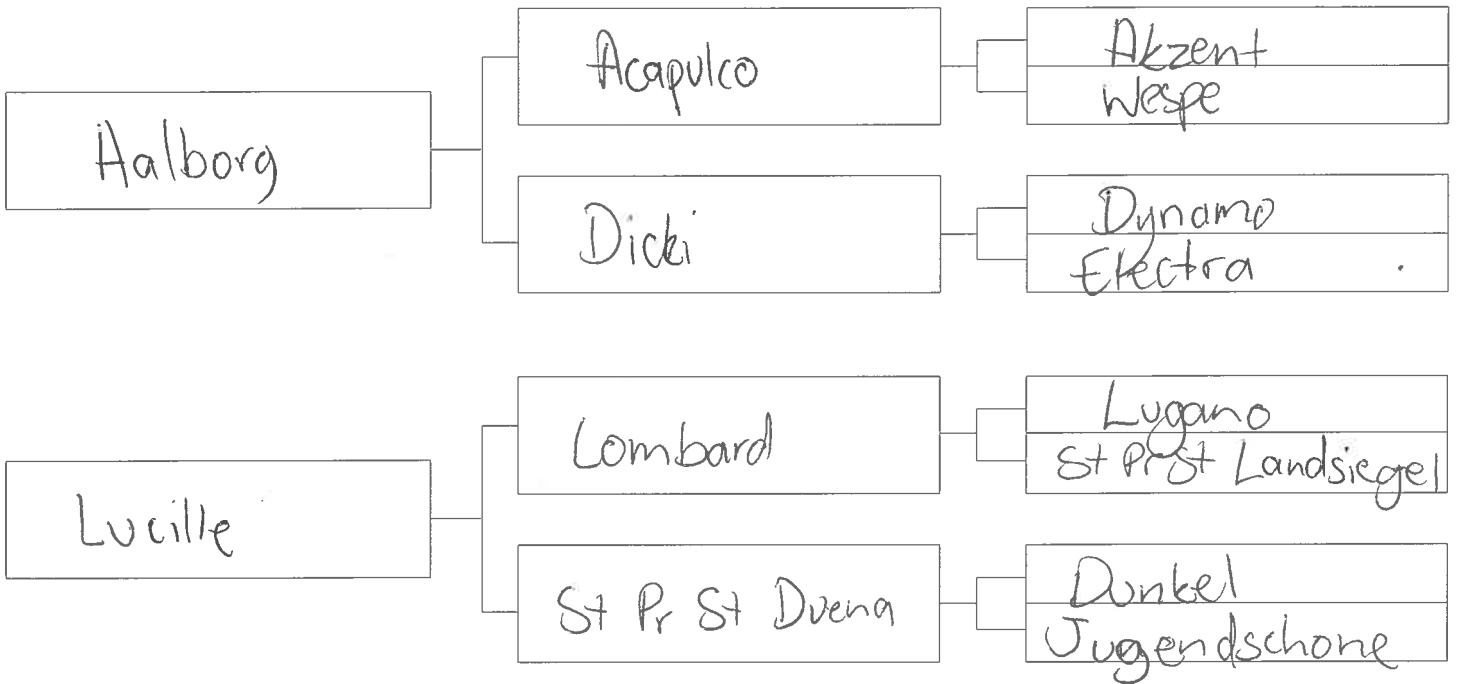 Aalborg
Acapulco
Akzent
Wespe
Dicki
Dynamo
Electra
Lucille
Lombard
Lugano
St Pr St Landsiegel
St Pr St Duena
Dunkel
Jugendschone